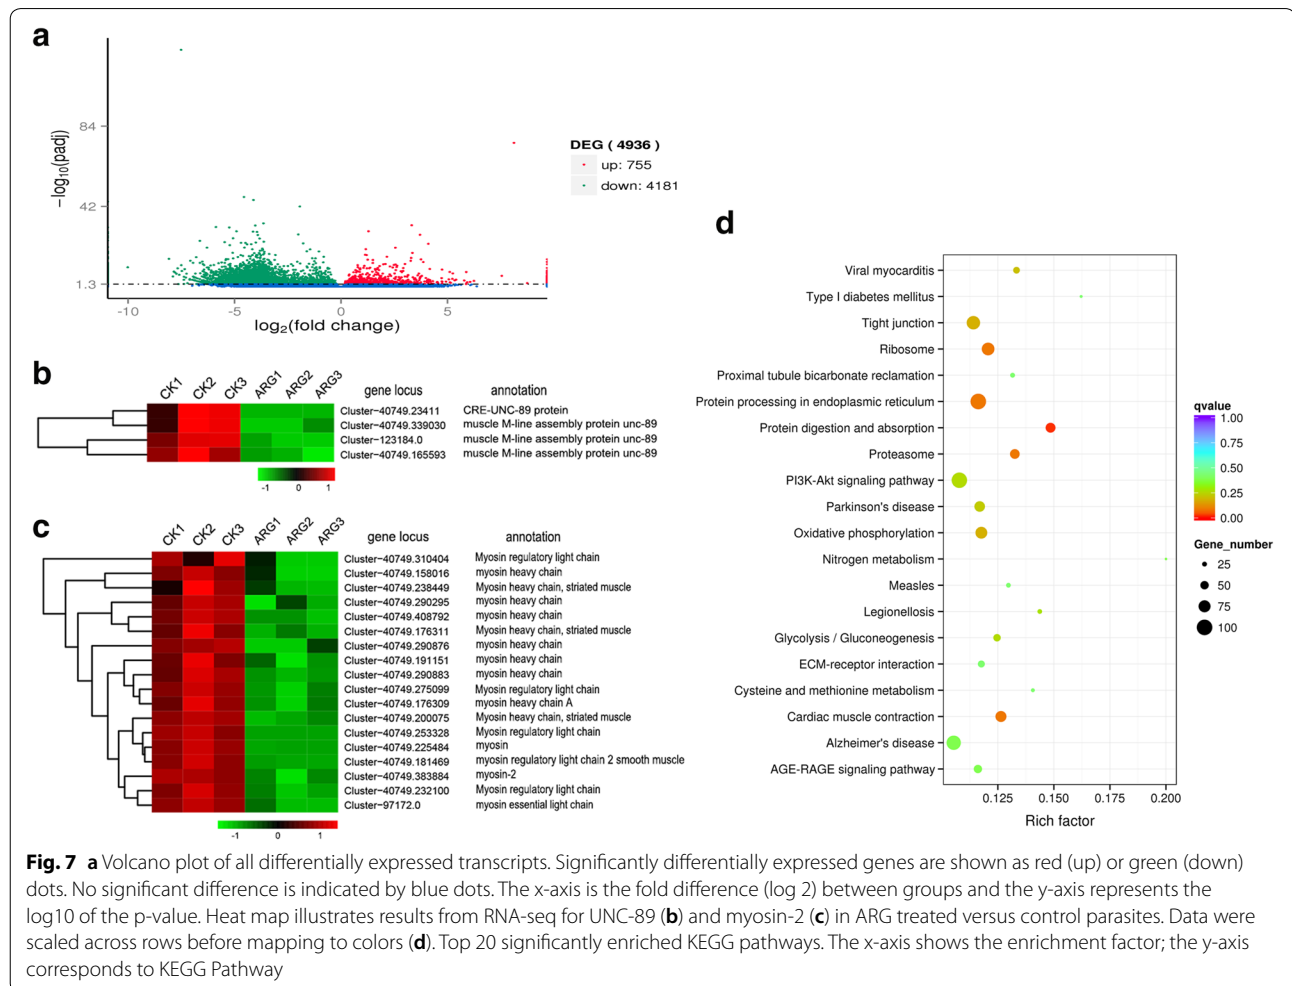 a
84
42
1.3
−log10(padj)
-10 -5 0 5
log2(fold change)
DEG ( 4936 )
up: 755
down: 4181
b
CK1 CK2 CK3 ARG1 ARG2 ARG3
gene locus annotation
Cluster−40749.23411 CRE-UNC-89 protein
Cluster−40749.339030 muscle M-line assembly protein unc-89
Cluster−123184.0 muscle M-line assembly protein unc-89
Cluster−40749.165593 muscle M-line assembly protein unc-89
-1 0 1
c
CK1 CK2 CK3 ARG1 ARG2 ARG3
gene locus annotation
Cluster−40749.310404 Myosin regulatory light chain
Cluster−40749.158016 myosin heavy chain
Cluster−40749.238449 Myosin heavy chain, striated muscle
Cluster−40749.290295 myosin heavy chain
Cluster−40749.408792 myosin heavy chain
Cluster−40749.176311 Myosin heavy chain, striated muscle
Cluster−40749.290876 myosin heavy chain
Cluster−40749.191151 myosin heavy chain
Cluster−40749.290883 myosin heavy chain
Cluster−40749.275099 Myosin regulatory light chain
Cluster−40749.176309 myosin heavy chain A
Cluster−40749.200075 Myosin heavy chain, striated muscle
Cluster−40749.253328 Myosin regulatory light chain
Cluster−40749.225484 myosin
Cluster−40749.181469 myosin regulatory light chain 2 smooth muscle
Cluster−40749.383884 myosin-2
Cluster−40749.232100 Myosin regulatory light chain
Cluster−97172.0 myosin essential light chain
-1 0 1
d
Viral myocarditis
Type I diabetes mellitus
Tight junction
Ribosome
Proximal tubule bicarbonate reclamation
Protein processing in endoplasmic reticulum
Protein digestion and absorption
Proteasome
PI3K-Akt signaling pathway
Parkinson's disease
Oxidative phosphorylation
Nitrogen metabolism
Measles
Legionellosis
Glycolysis / Gluconeogenesis
ECM-receptor interaction
Cysteine and methionine metabolism
Cardiac muscle contraction
Alzheimer's disease
AGE-RAGE signaling pathway
0.125 0.150 0.175 0.200
Rich factor
qvalue
1.00
0.75
0.50
0.25
0.00
Gene_number
25
50
75
100
Fig. 7 a Volcano plot of all differentially expressed transcripts. Significantly differentially expressed genes are shown as red (up) or green (down)
dots. No significant difference is indicated by blue dots. The x-axis is the fold difference (log 2) between groups and the y-axis represents the
log10 of the p-value. Heat map illustrates results from RNA-seq for UNC-89 (b) and myosin-2 (c) in ARG treated versus control parasites. Data were
scaled across rows before mapping to colors (d). Top 20 significantly enriched KEGG pathways. The x-axis shows the enrichment factor; the y-axis
corresponds to KEGG Pathway